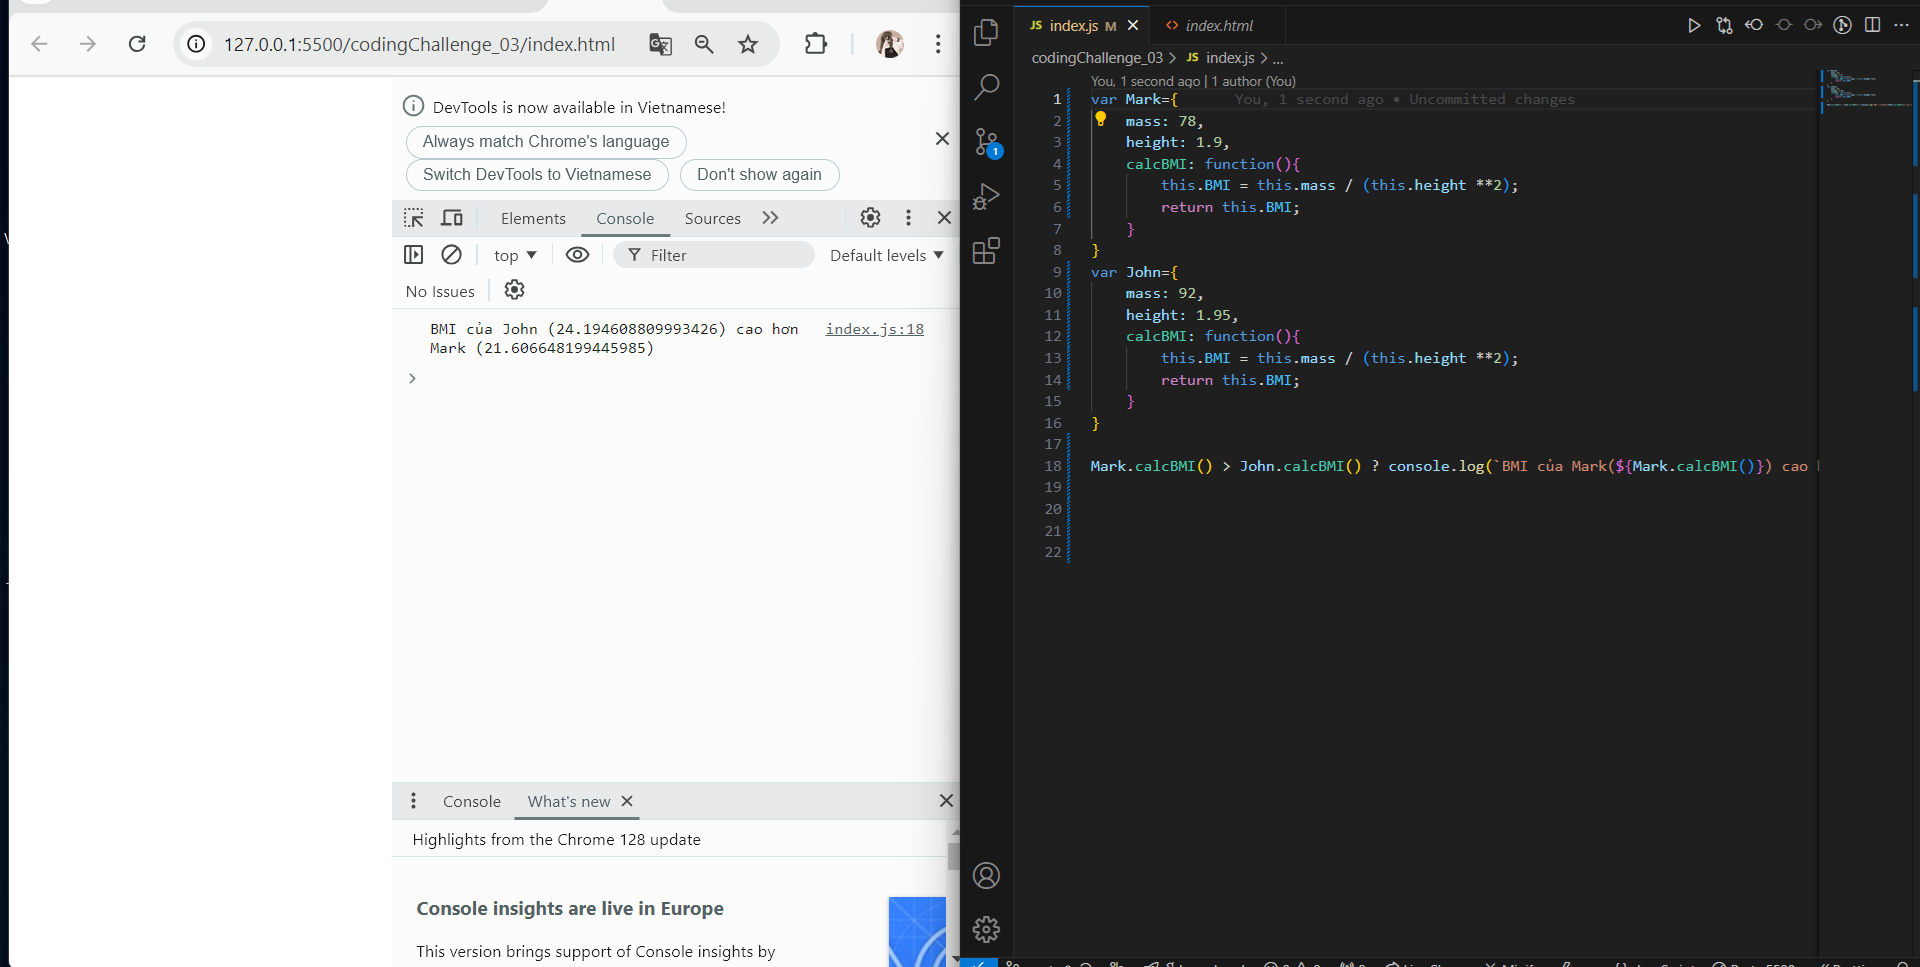 127.0.0.1:5500/codingChallenge_03/index.html
DevTools is now available in Vietnamese!
Always match Chrome's language
Switch DevTools to Vietnamese
Don't show again
Elements
Console
Sources
top
Filter
Default levels
No Issues
BMI của John (24.194608809993426) cao hơn
index.js:18
Mark (21.606648199445985)
Console
What's new
Highlights from the Chrome 128 update
Console insights are live in Europe
This version brings support of Console insights by
JS index.js M
<> index.html
codingChallenge_03 > JS index.js > ...
You, 1 second ago | 1 author (You)
1 var Mark={ You, 1 second ago • Uncommitted changes
2 mass: 78,
3 height: 1.9,
4 calcBMI: function(){
5 this.BMI = this.mass / (this.height **2);
6 return this.BMI;
7 }
8 }
9 var John={
10 mass: 92,
11 height: 1.95,
12 calcBMI: function(){
13 this.BMI = this.mass / (this.height **2);
14 return this.BMI;
15 }
16 }
17
18 Mark.calcBMI() > John.calcBMI() ? console.log(`BMI của Mark(${Mark.calcBMI()}) cao
19
20
21
22
1